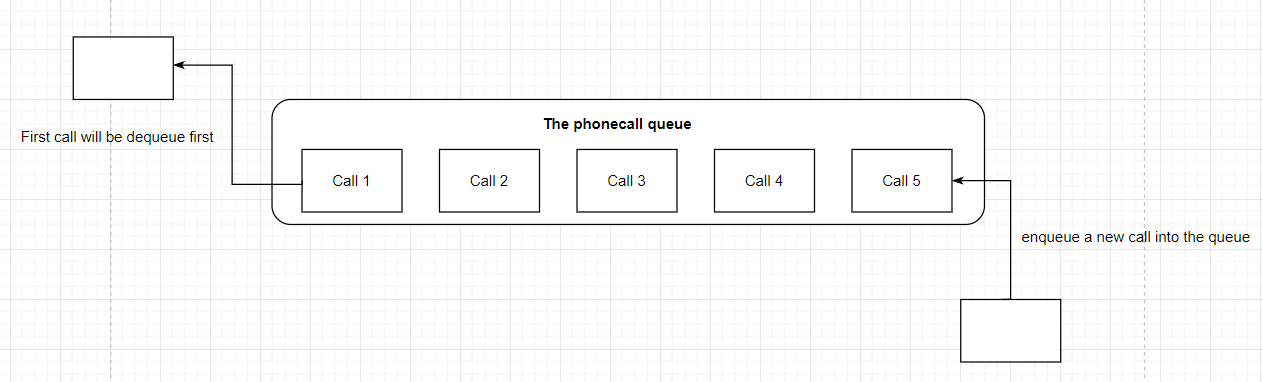 The phonecall queue
First call will be dequeue first
Call 1
Call 2
Call 3
Call 4
Call 5
enqueue a new call into the queue